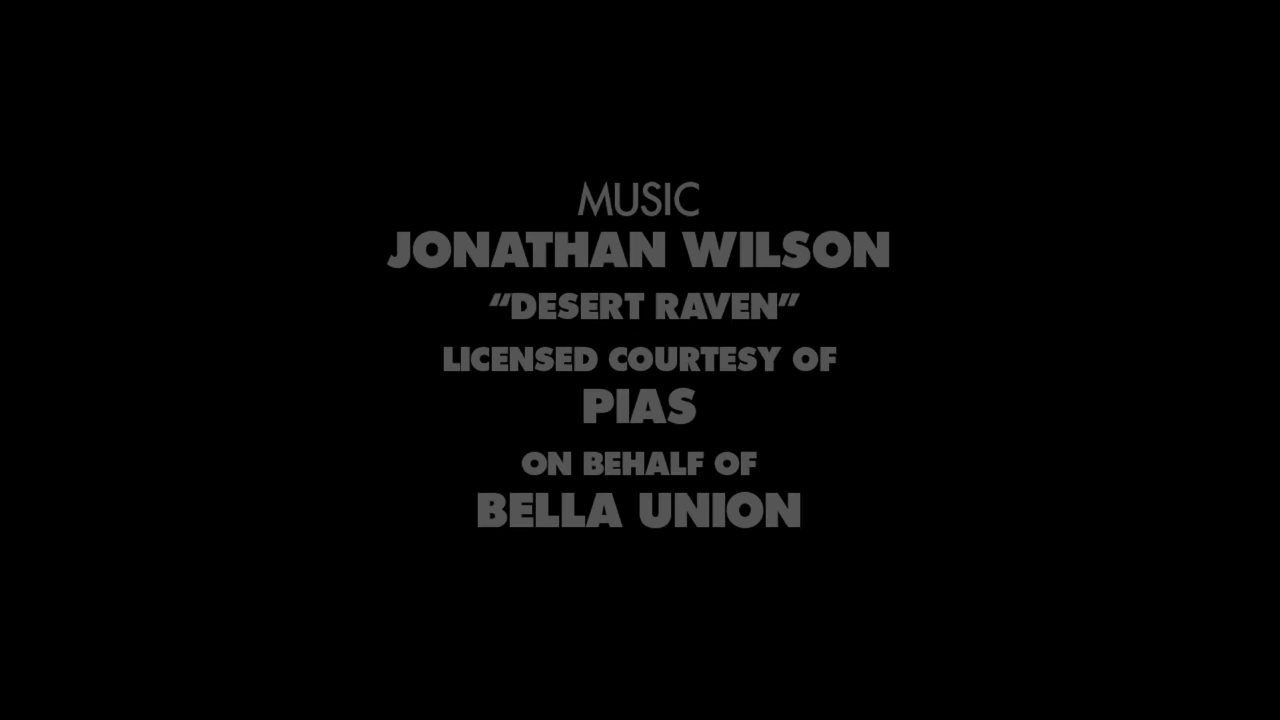 MUSIC
JONATHAN WILSON
“DESERT RAVEN”
LICENSED COURTESY OF
PIAS
ON BEHALF OF
BELLA UNION